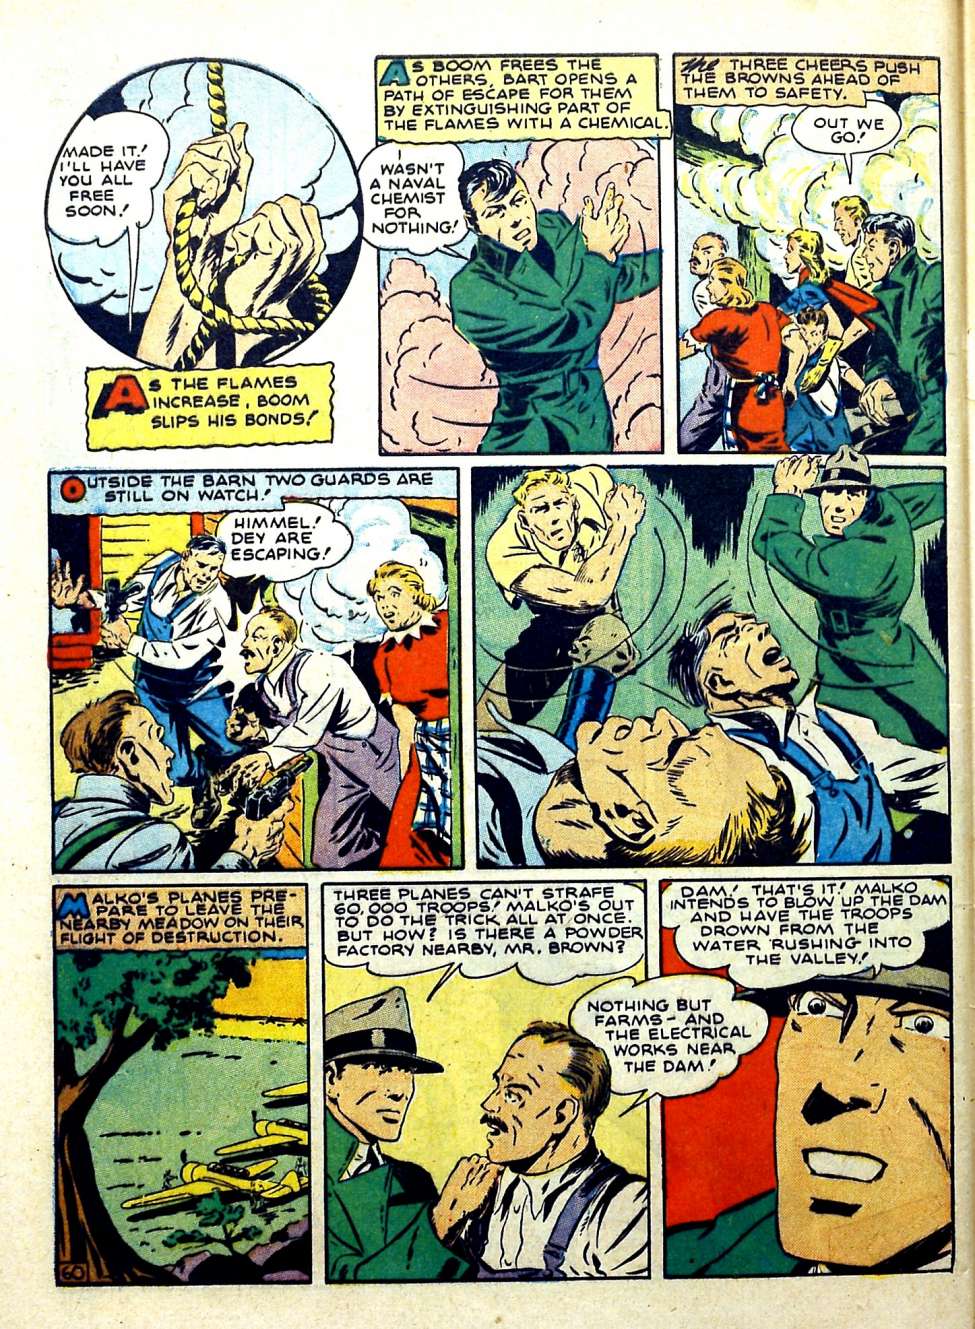 MADE IT!
I'LL HAVE
YOU ALL
FREE
SOON!
AS THE FLAMES
INCREASE, BOOM
SLIPS HIS BONDS!
AS BOOM FREES THE
OTHERS, BART OPENS A
PATH OF ESCAPE FOR THEM
BY EXTINGUISHING PART OF
THE FLAMES WITH A CHEMICAL.
I
WASN'T
A NAVAL
CHEMIST
FOR
NOTHING!
THE THREE CHEERS PUSH
THE BROWNS AHEAD OF
THEM TO SAFETY.
OUT WE
GO!
OUTSIDE THE BARN TWO GUARDS ARE
STILL ON WATCH!
HIMMEL!
DEY ARE
ESCAPING!
MALKO'S PLANES PRE-
PARE TO LEAVE THE
NEARBY MEADOW ON THEIR
FLIGHT OF DESTRUCTION.
60
THREE PLANES CAN'T STRAFE
60,000 TROOPS! MALKO'S OUT
TO DO THE TRICK ALL AT ONCE.
BUT HOW? IS THERE A POWDER
FACTORY NEARBY, MR. BROWN?
NOTHING BUT
FARMS - AND
THE ELECTRICAL
WORKS NEAR
THE DAM!
DAM! THAT'S IT! MALKO
INTENDS TO BLOW UP THE DAM
AND HAVE THE TROOPS
DROWN FROM THE
WATER RUSHING INTO
THE VALLEY!